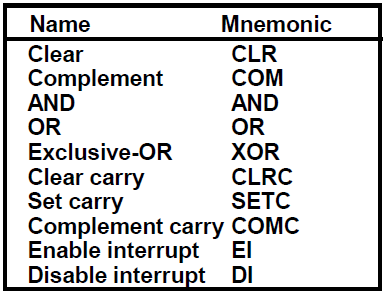 Name Mnemonic
Clear CLR
Complement COM
AND AND
OR OR
Exclusive-OR XOR
Clear carry CLRC
Set carry SETC
Complement carry COMC
Enable interrupt EI
Disable interrupt DI